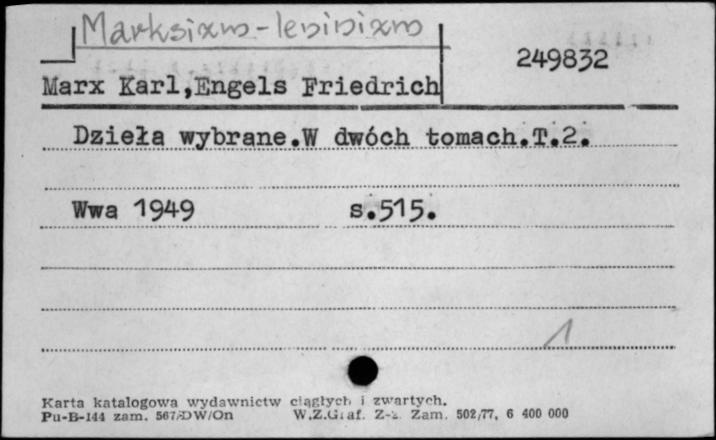 Marksizm-leninizm
249832
Marx Karl,Engels Friedrich
Dzieła wybrane.W dwóch tomach.T.2.
Wwa 1949 s.515.
1
Karta katalogowa wydawnictw ciągłych i zwartych.
Pu-B-144 zam. 567/DW/On W.Z.Graf. Zam. 502/77, 6 400 000